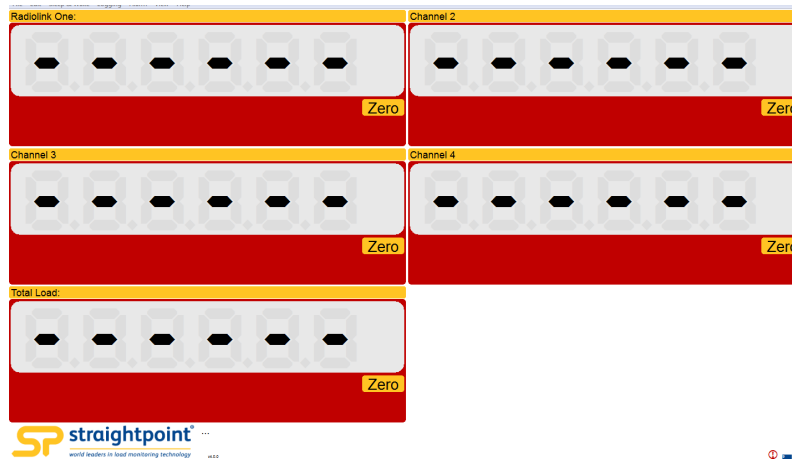 Radiolink One:
Channel 2
- - - - - -
- - - - - -
Zero
Zero
Channel 3
Channel 4
- - - - - -
- - - - - -
Zero
Zero
Total Load:
- - - - - -
Zero
SP straightpoint
world leaders in load monitoring technology
...